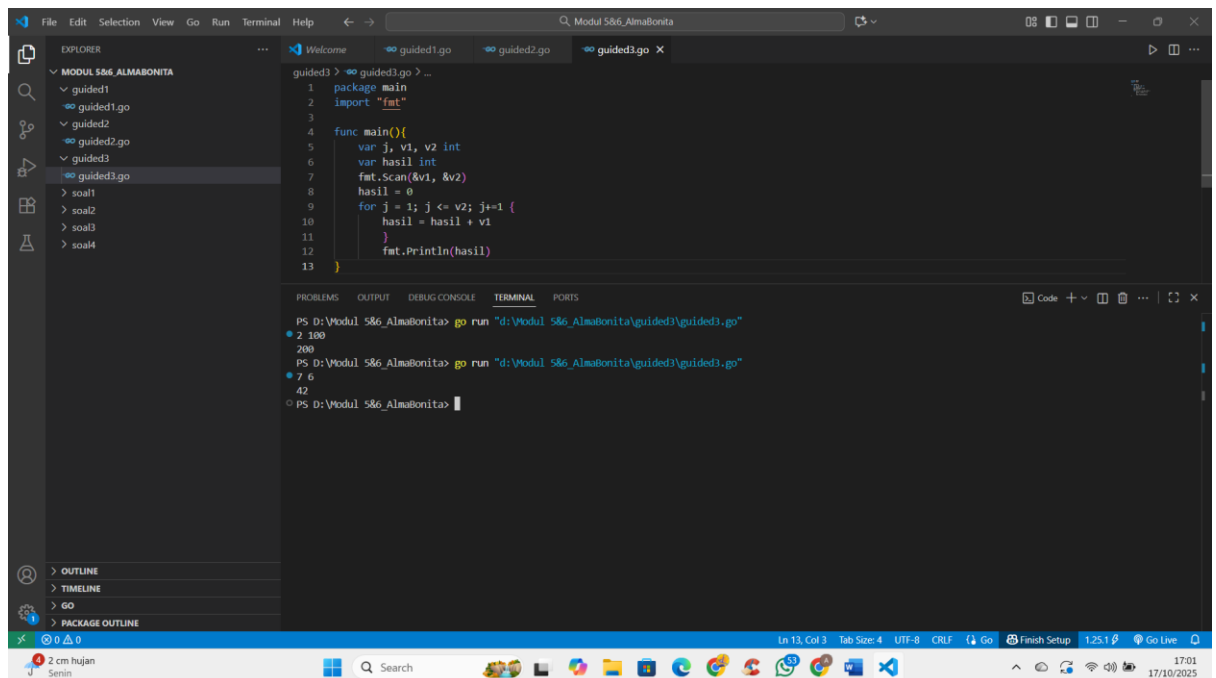 File Edit Selection View Go Run Terminal Help
Modul 5&6_AlmaBonita
EXPLORER
MODUL 5&6_ALMABONITA
guided1
guided1.go
guided2
guided2.go
guided3
guided3.go
soal1
soal2
soal3
soal4
OUTLINE
TIMELINE
GO
PACKAGE OUTLINE
Welcome guided1.go guided2.go guided3.go
guided3 > guided3.go > ...
1 package main
2 import "fmt"
3
4 func main(){
5 var j, v1, v2 int
6 var hasil int
7 fmt.Scan(&v1, &v2)
8 hasil = 0
9 for j = 1; j <= v2; j+=1 {
10 hasil = hasil + v1
11 }
12 fmt.Println(hasil)
13 }
PROBLEMS OUTPUT DEBUG CONSOLE TERMINAL PORTS
Code
PS D:\Modul 5&6_AlmaBonita> go run "d:\Modul 5&6_AlmaBonita\guided3\guided3.go"
2 100
200
PS D:\Modul 5&6_AlmaBonita> go run "d:\Modul 5&6_AlmaBonita\guided3\guided3.go"
7 6
42
PS D:\Modul 5&6_AlmaBonita>
0 0 Ln 13, Col 3 Tab Size: 4 UTF-8 CRLF Go Finish Setup 1.25.1 Go Live
2 cm hujan
Senin
Search
53
17:01
17/10/2025